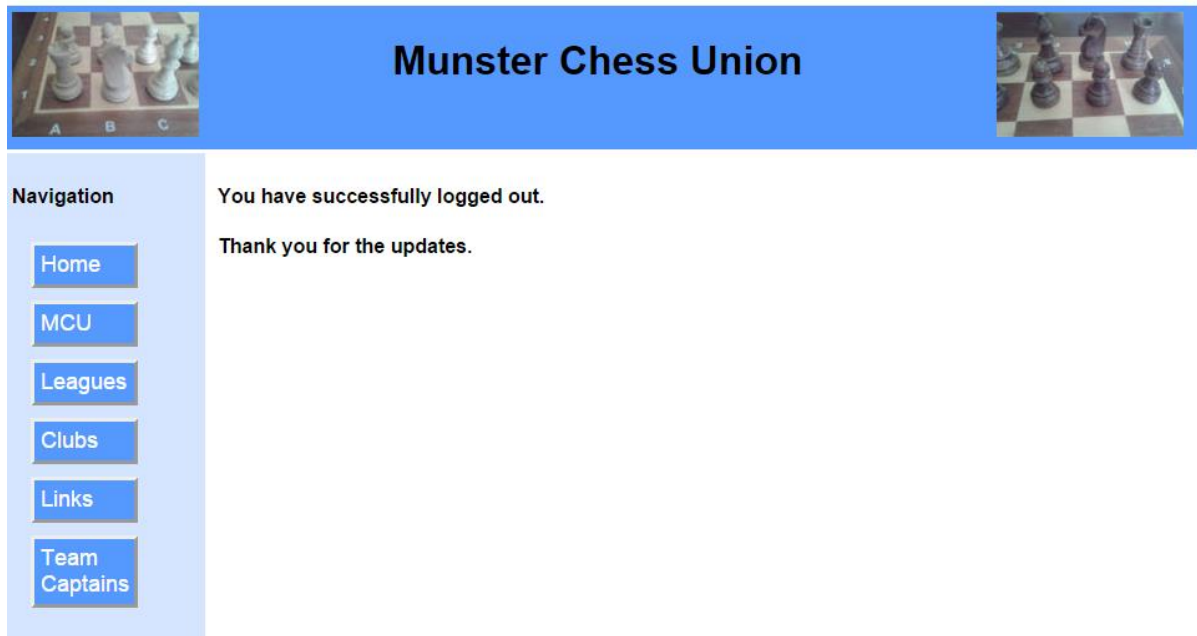 Munster Chess Union
A B C
Navigation
Home
MCU
Leagues
Clubs
Links
Team
Captains
You have successfully logged out.
Thank you for the updates.